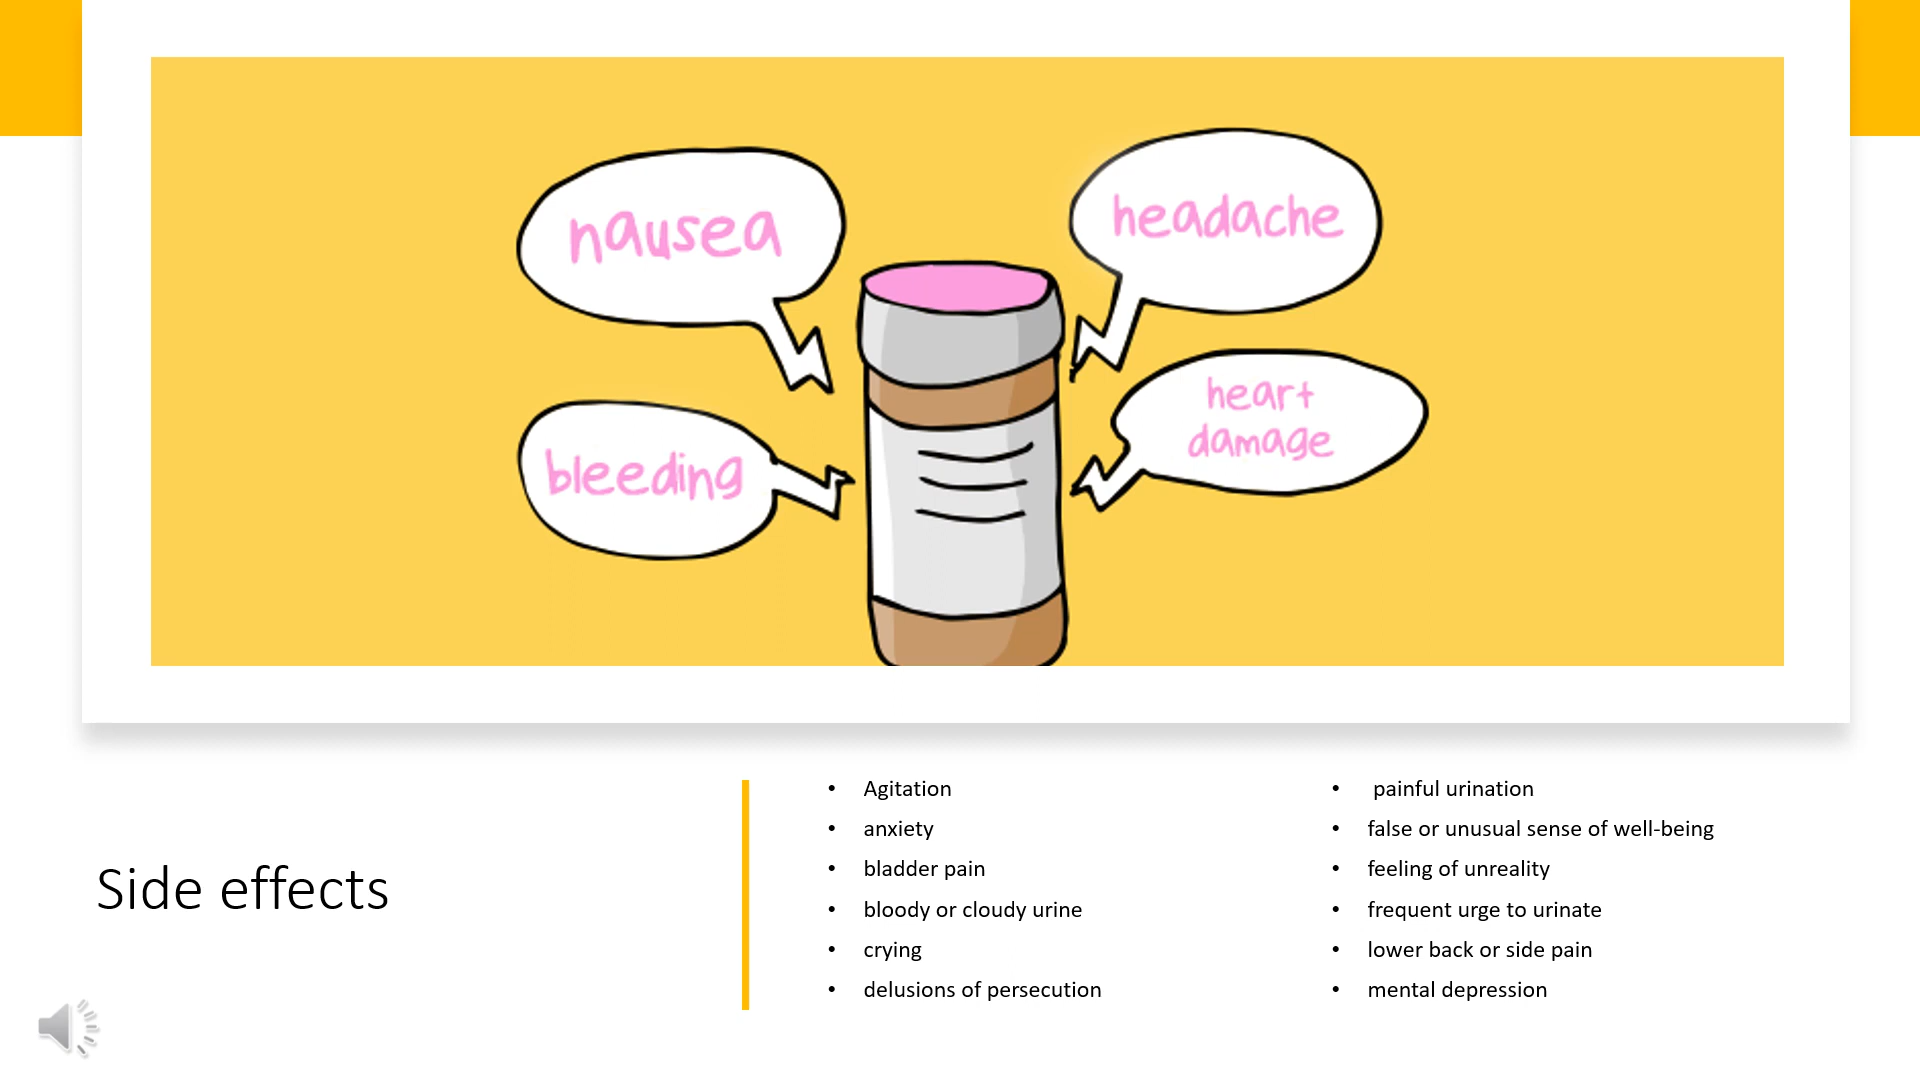 nausea
headache
heart
damage
bleeding
Side effects
• Agitation
• anxiety
• bladder pain
• bloody or cloudy urine
• crying
• delusions of persecution
• painful urination
• false or unusual sense of well-being
• feeling of unreality
• frequent urge to urinate
• lower back or side pain
• mental depression